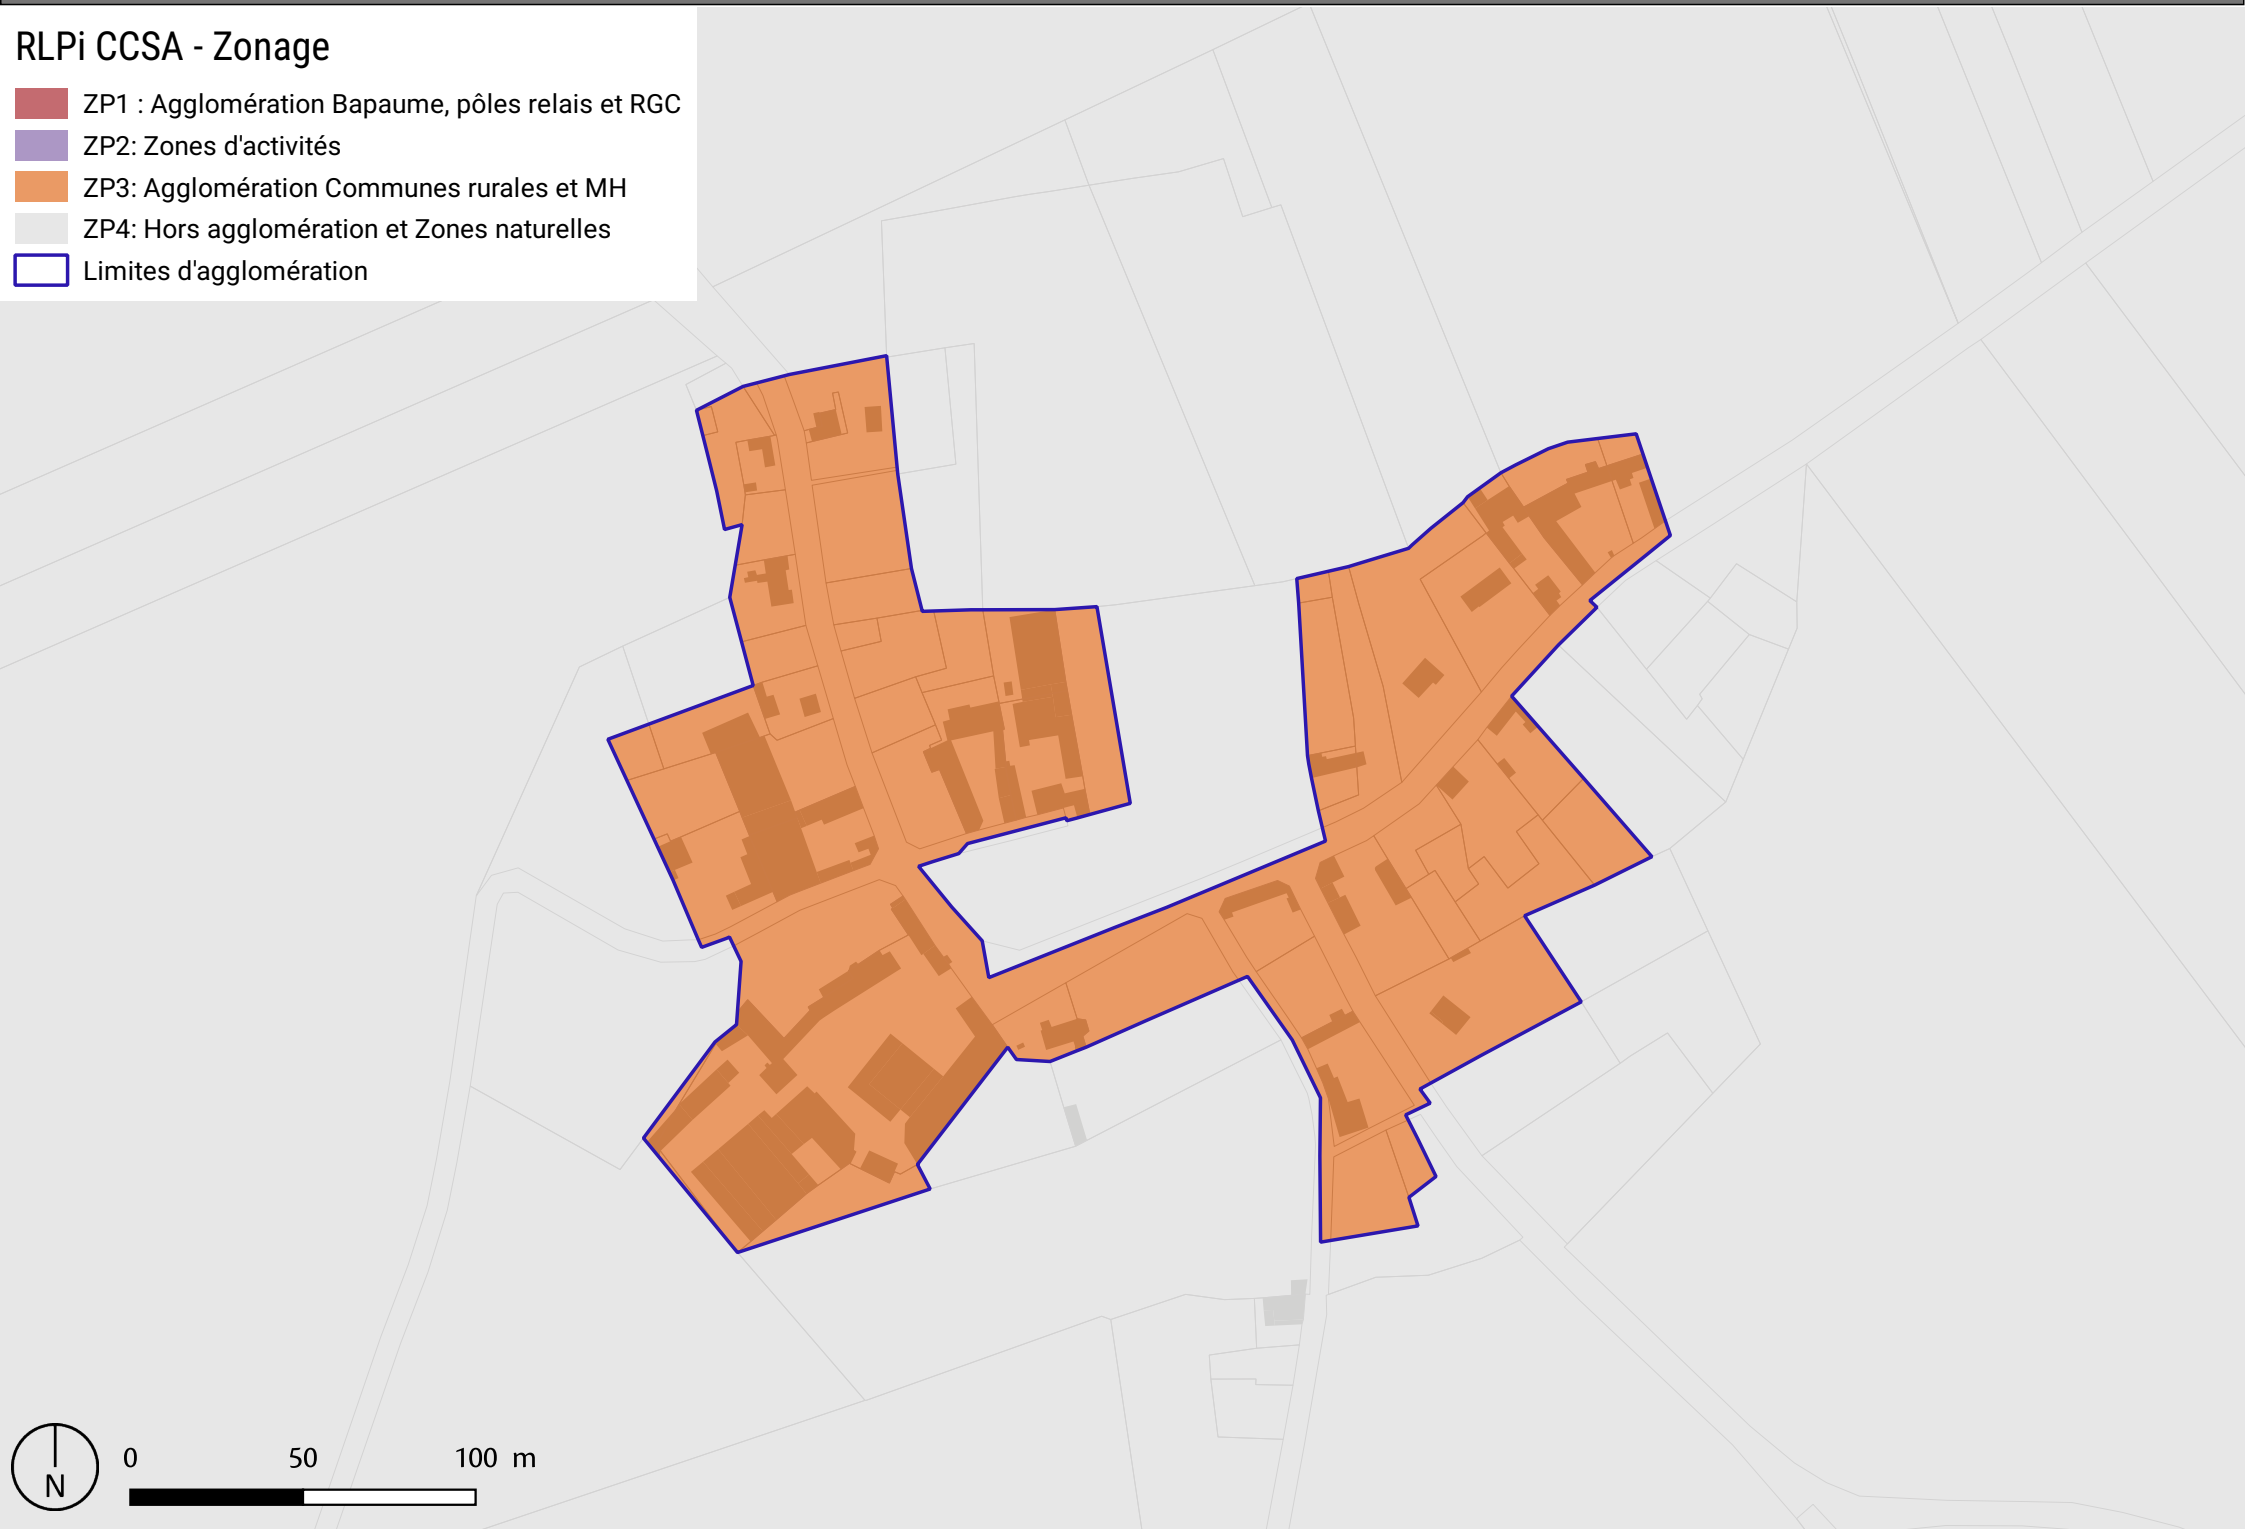 RLPi CCSA - Zonage
ZP1 : Agglomération Bapaume, pôles relais et RGC
ZP2: Zones d'activités
ZP3: Agglomération Communes rurales et MH
ZP4: Hors agglomération et Zones naturelles
Limites d'agglomération
N
0 50 100 m